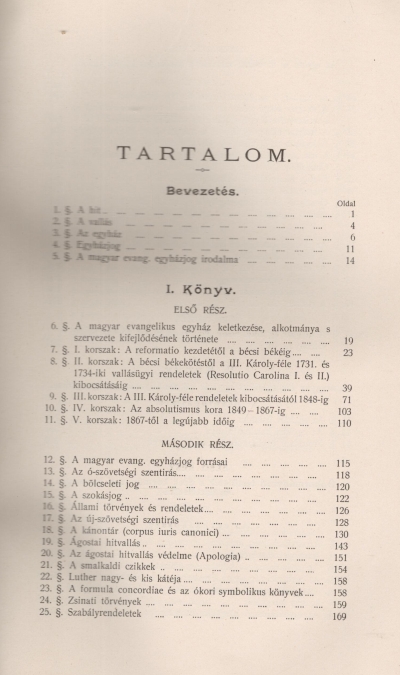 TARTALOM.
Bevezetés.
Oldal
1. §. A hit .. .... .... .... .... .... .... .... .... .... 1
2. §. A vallás .... .... .... .... .... .... .... .... .... 4
3. §. Az egyház .... .... .... .... .... .... .... .... 6
4. §. Egyházjog .... .... .... .... .... .... .... .... 11
5. §. A magyar evang. egyházjog irodalma .... .... .... .... 14
I. Könyv.
ELSŐ RÉSZ.
6. §. A magyar evangelikus egyház keletkezése, alkotmánya s
szervezete kifejlődésének története .... .... .... .... .... 19
7. §. I. korszak: A reformatio kezdetétől a bécsi békéig .... .... 23
8. §. II. korszak: A bécsi békekötéstől a III. Károly-féle 1731. és
1734-iki vallásügyi rendeletek (Resolutio Carolina I. és II.)
kibocsátásáig .... .... .... .... .... .... .... .... 39
9. §. III. korszak: A III. Károly-féle rendeletek kibocsátásától 1848-ig 71
10. §. IV. korszak: Az absolutismus kora 1849–1867-ig .... .... 103
11. §. V. korszak: 1867-től a legújabb időig .... .... .... .... 110
MÁSODIK RÉSZ.
12. §. A magyar evang. egyházjog forrásai .... .... .... .... 115
13. §. Az ó-szövetségi szentirás .... .... .... .... .... .... 118
14. §. A bölcseleti jog .... .... .... .... .... .... .... 120
15. §. A szokásjog .. .... .... .... .... .... .... .... 122
16. §. Állami törvények és rendeletek .... .... .... .... .... 126
17. §. Az új-szövetségi szentirás .... .... .... .... .... 128
18. §. A kánontár (corpus iuris canonici) .... .... .... .... 130
19. §. Ágostai hitvallás .. .... .... .... .... .... .... 143
20. §. Az ágostai hitvallás védelme (Apologia) .. .... .... .... 151
21. §. A smalkaldi czikkek .. .... .... .... .... .... .... 154
22. §. Luther nagy- és kis kátéja .... .... .... .... .... .... 158
23. §. A formula concordiae és az ókori symbolikus könyvek .... 158
24. §. Zsinati törvények .... .... .... .... .... .... .... 159
25. §. Szabályrendeletek .... .... .... .... .... .... .... 169